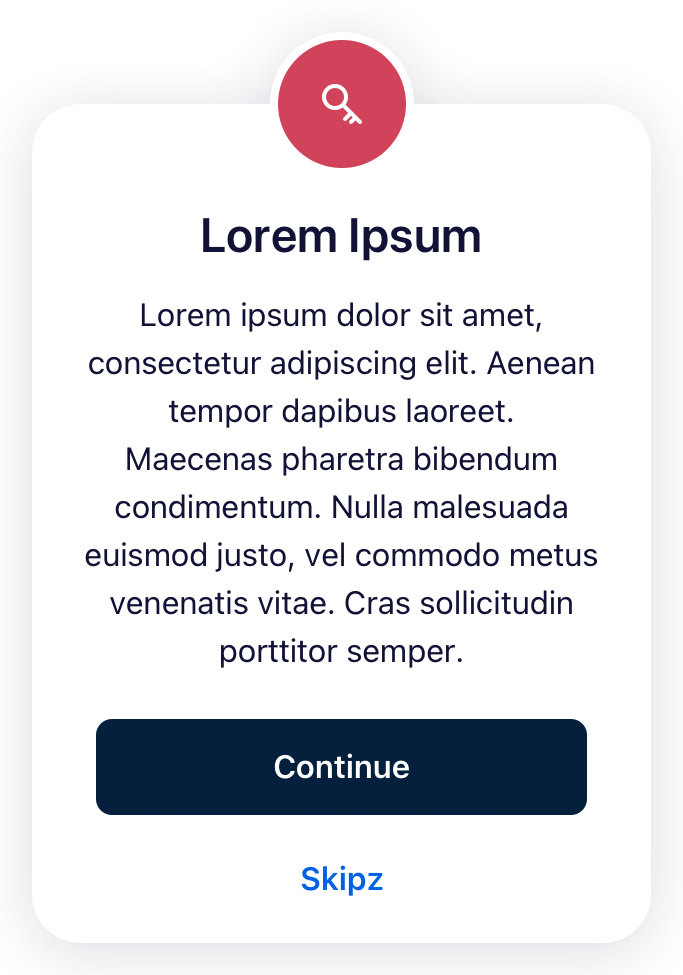 Lorem Ipsum
Lorem ipsum dolor sit amet,
consectetur adipiscing elit. Aenean
tempor dapibus laoreet.
Maecenas pharetra bibendum
condimentum. Nulla malesuada
euismod justo, vel commodo metus
venenatis vitae. Cras sollicitudin
porttitor semper.
Continue
Skipz